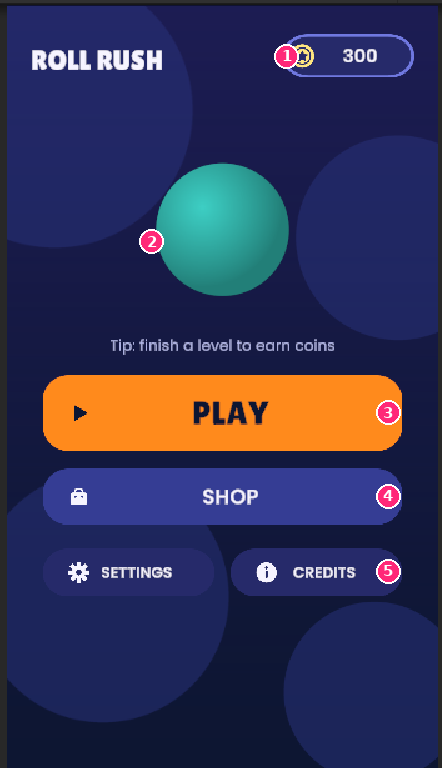 ROLL RUSH
1 300
2
Tip: finish a level to earn coins
PLAY 3
SHOP 4
SETTINGS CREDITS 5